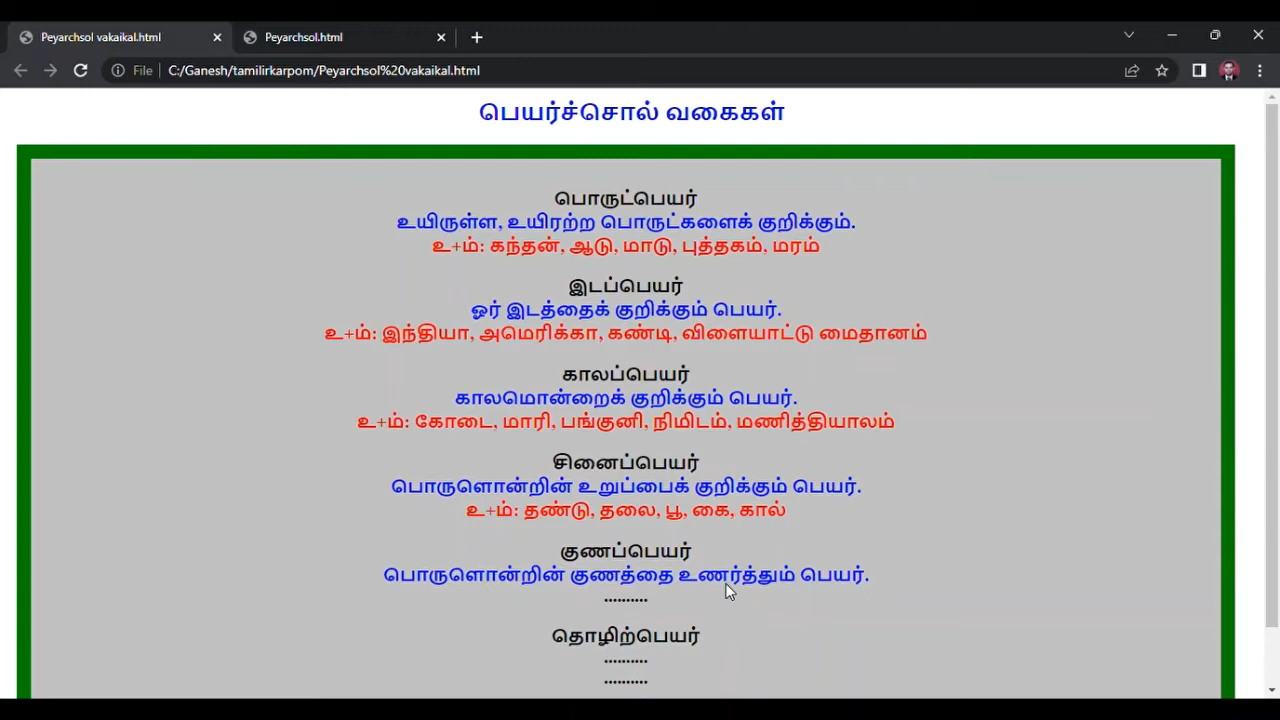 Peyarchsol vakaikal.html
Peyarchsol.html
File
C:/Ganesh/tamilirkarpom/Peyarchsol%20vakaikal.html
பெயர்ச்சொல் வகைகள்
பொருட்பெயர்
உயிருள்ள, உயிரற்ற பொருட்களைக் குறிக்கும்.
உ+ம்: கந்தன், ஆடு, மாடு, புத்தகம், மரம்
இடப்பெயர்
ஓர் இடத்தைக் குறிக்கும் பெயர்.
உ+ம்: இந்தியா, அமெரிக்கா, கண்டி, விளையாட்டு மைதானம்
காலப்பெயர்
காலமொன்றைக் குறிக்கும் பெயர்.
உ+ம்: கோடை, மாரி, பங்குனி, நிமிடம், மணித்தியாலம்
சினைப்பெயர்
பொருளொன்றின் உறுப்பைக் குறிக்கும் பெயர்.
உ+ம்: தண்டு, தலை, பூ, கை, கால்
குணப்பெயர்
பொருளொன்றின் குணத்தை உணர்த்தும் பெயர்.
..........
தொழிற்பெயர்
..........
..........